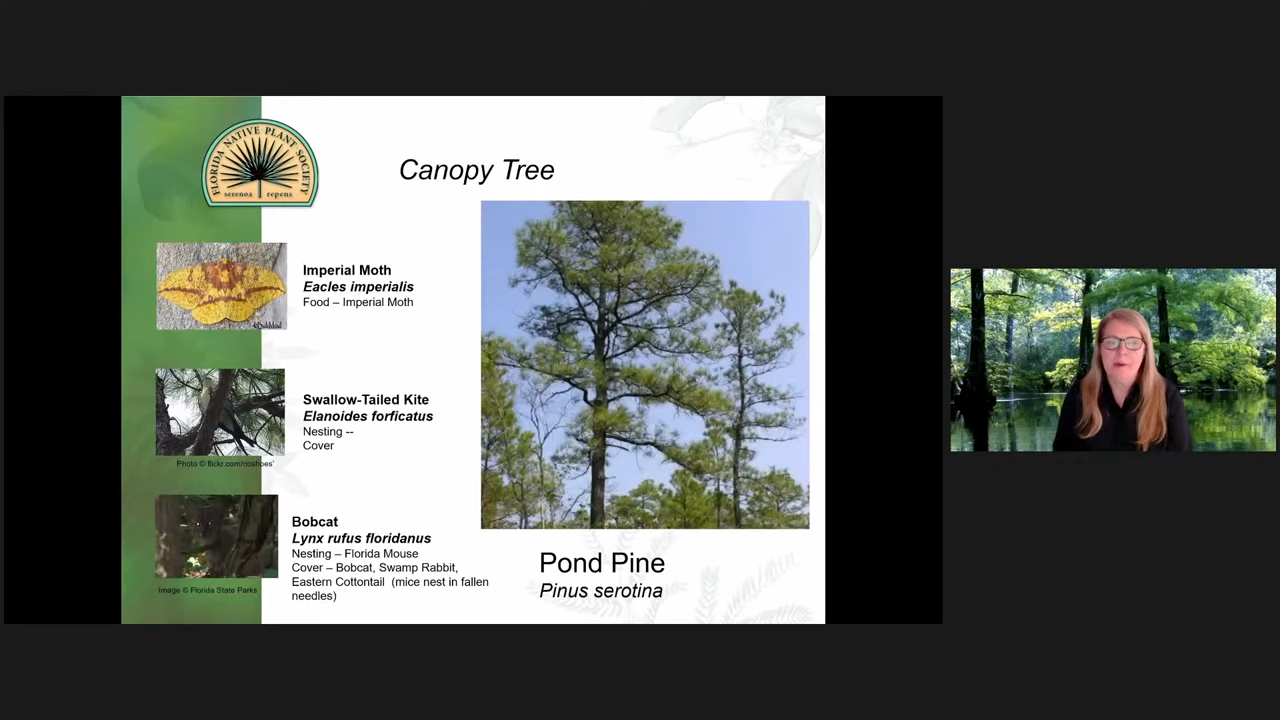 FLORIDA NATIVE PLANT SOCIETY
serenoa repens
Canopy Tree
Imperial Moth
Eacles imperialis
Food – Imperial Moth
Swallow-Tailed Kite
Elanoides forficatus
Nesting --
Cover
Photo © flickr.com/noshoes'
Bobcat
Lynx rufus floridanus
Nesting – Florida Mouse
Cover – Bobcat, Swamp Rabbit,
Eastern Cottontail (mice nest in fallen
needles)
Image © Florida State Parks
Pond Pine
Pinus serotina